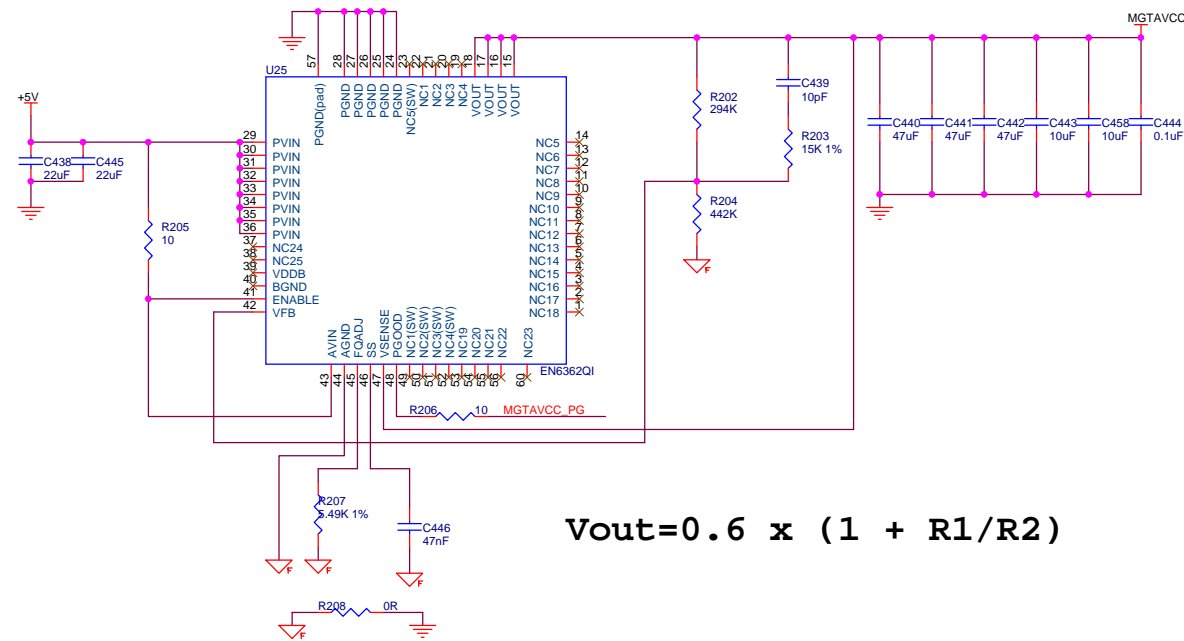 MGTAVCC
57
28
27
26
25
24
23
22
21
20
19
18
17
16
15
U25
PGND(pad)
PGND
PGND
PGND
PGND
PGND
NC5(SW)
NC1
NC2
NC3
NC4
VOUT
VOUT
VOUT
VOUT
+5V
C438
22uF
C445
22uF
R205
10
29
30
31
32
33
34
35
36
37
38
39
40
41
42
PVIN
PVIN
PVIN
PVIN
PVIN
PVIN
PVIN
PVIN
NC24
NC25
VDDB
BGND
ENABLE
VFB
NC5
NC6
NC7
NC8
NC9
NC10
NC11
NC12
NC13
NC14
NC15
NC16
NC17
NC18
14
13
12
11
10
9
8
7
6
5
4
3
2
1
R202
294K
C439
10pF
R203
15K 1%
R204
442K
C440
47uF
C441
47uF
C442
47uF
C443
10uF
C458
10uF
C444
0.1uF
AVIN
AGND
FQADJ
SS
VSENSE
PGOOD
NC1(SW)
NC2(SW)
NC3(SW)
NC4(SW)
NC19
NC20
NC21
NC22
NC23
EN6362QI
43
44
45
46
47
48
49
50
51
52
53
54
55
56
60
R206
10
MGTAVCC_PG
R207
5.49K 1%
C446
47nF
F
F
F
F
Vout=0.6 x (1 + R1/R2)
R208
0R
F